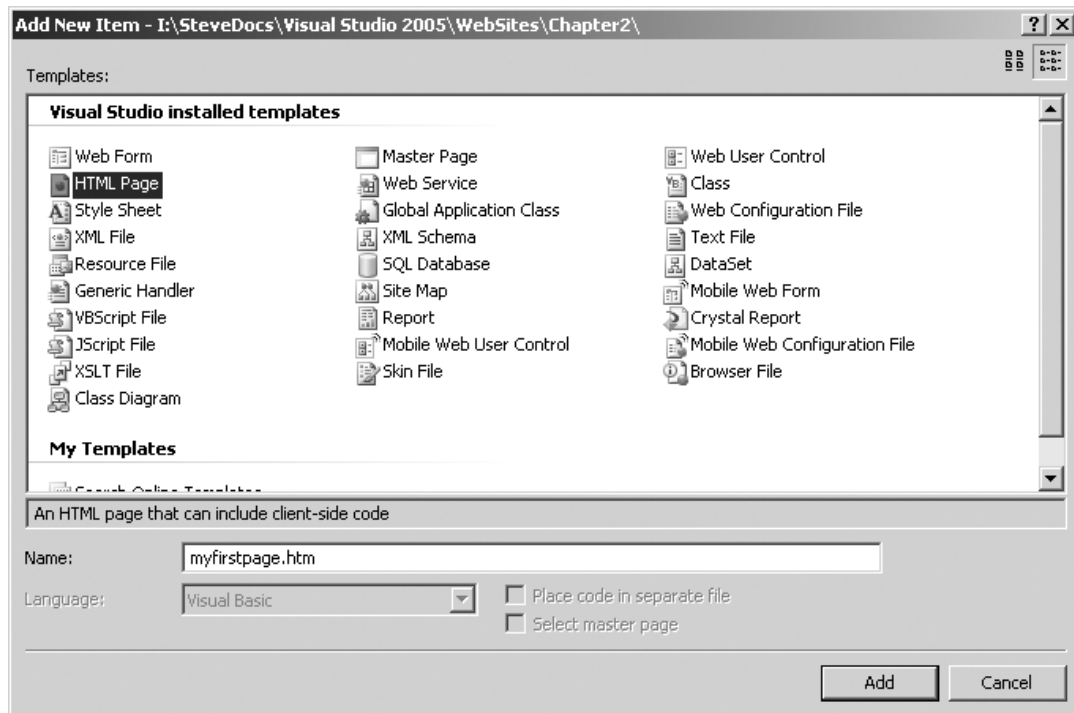 Add New Item - I:\SteveDocs\Visual Studio 2005\WebSites\Chapter2\
Templates:
Visual Studio installed templates
Web Form Master Page Web User Control
HTML Page Web Service Class
Style Sheet Global Application Class Web Configuration File
XML File XML Schema Text File
Resource File SQL Database DataSet
Generic Handler Site Map Mobile Web Form
VBScript File Report Crystal Report
JScript File Mobile Web User Control Mobile Web Configuration File
XSLT File Skin File Browser File
Class Diagram
My Templates
Search Online Templates
An HTML page that can include client-side code
Name: myfirstpage.htm
Language: Visual Basic Place code in separate file
Select master page
Add Cancel